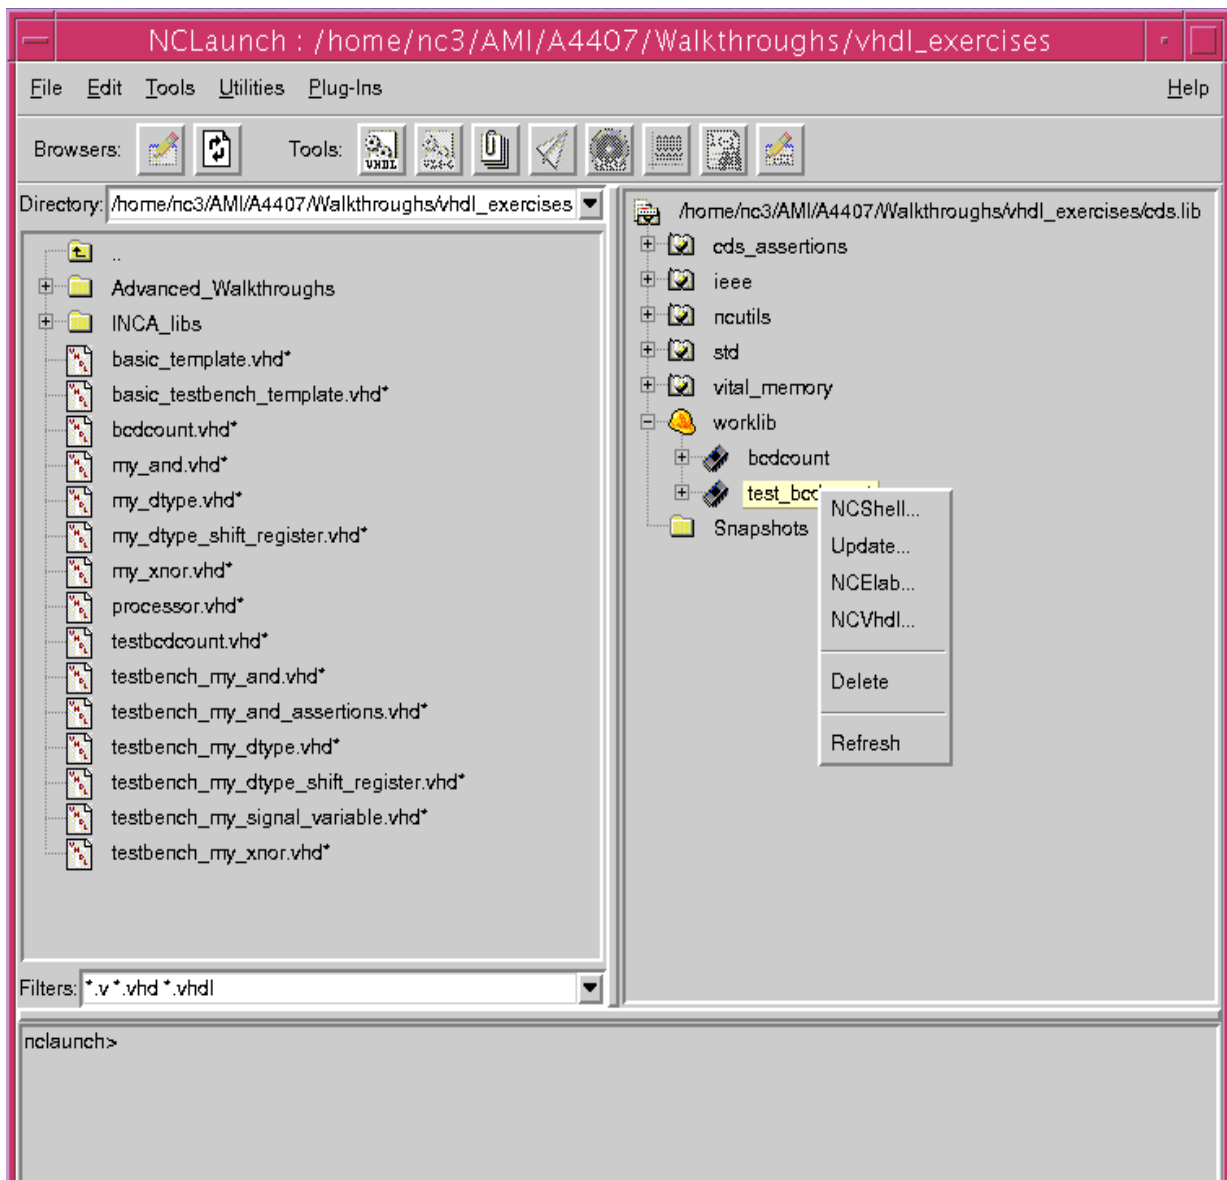 NCLaunch : /home/nc3/AMI/A4407/Walkthroughs/vhdl_exercises
File Edit Tools Utilities Plug-Ins Help
Browsers: Tools: VHDL
Directory: /home/nc3/AMI/A4407/Walkthroughs/vhdl_exercises
..
Advanced_Walkthroughs
INCA_libs
basic_template.vhd*
basic_testbench_template.vhd*
bcdcount.vhd*
my_and.vhd*
my_dtype.vhd*
my_dtype_shift_register.vhd*
my_xnor.vhd*
processor.vhd*
testbcdcount.vhd*
testbench_my_and.vhd*
testbench_my_and_assertions.vhd*
testbench_my_dtype.vhd*
testbench_my_dtype_shift_register.vhd*
testbench_my_signal_variable.vhd*
testbench_my_xnor.vhd*
Filters: *.v *.vhd *.vhdl
/home/nc3/AMI/A4407/Walkthroughs/vhdl_exercises/cds.lib
cds_assertions
ieee
ncutils
std
vital_memory
worklib
bcdcount
Snapshots
NCShell...
Update...
NCElab...
NCVhdl...
Delete
Refresh
nclaunch>